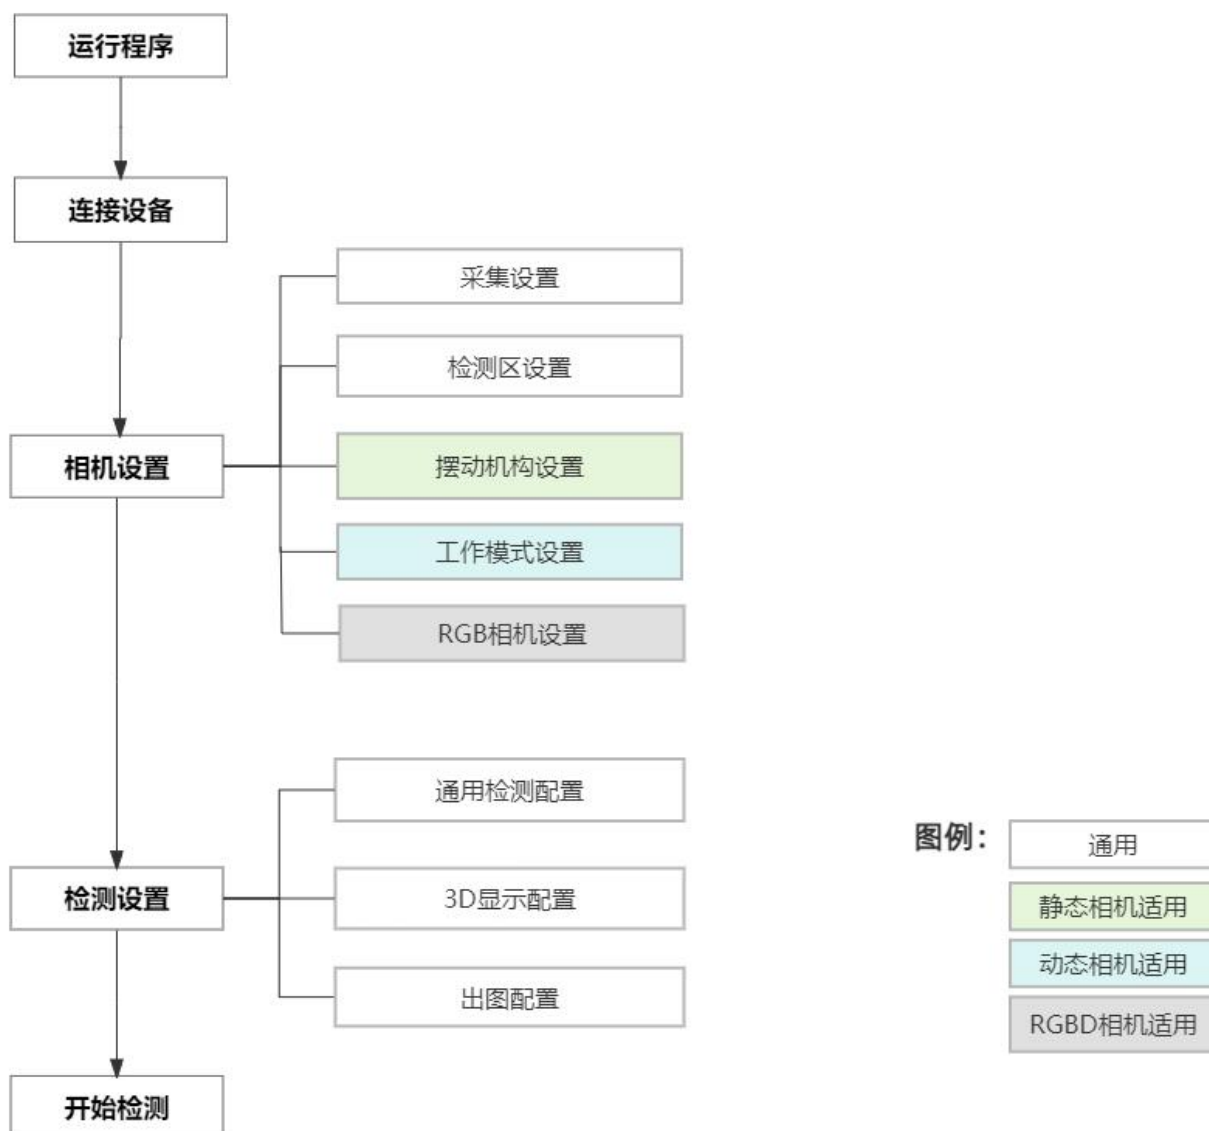 运行程序
连接设备
采集设置
检测区设置
相机设置
摆动机构设置
工作模式设置
RGB相机设置
通用检测配置
检测设置
3D显示配置
出图配置
开始检测
图例：
通用
静态相机适用
动态相机适用
RGBD相机适用